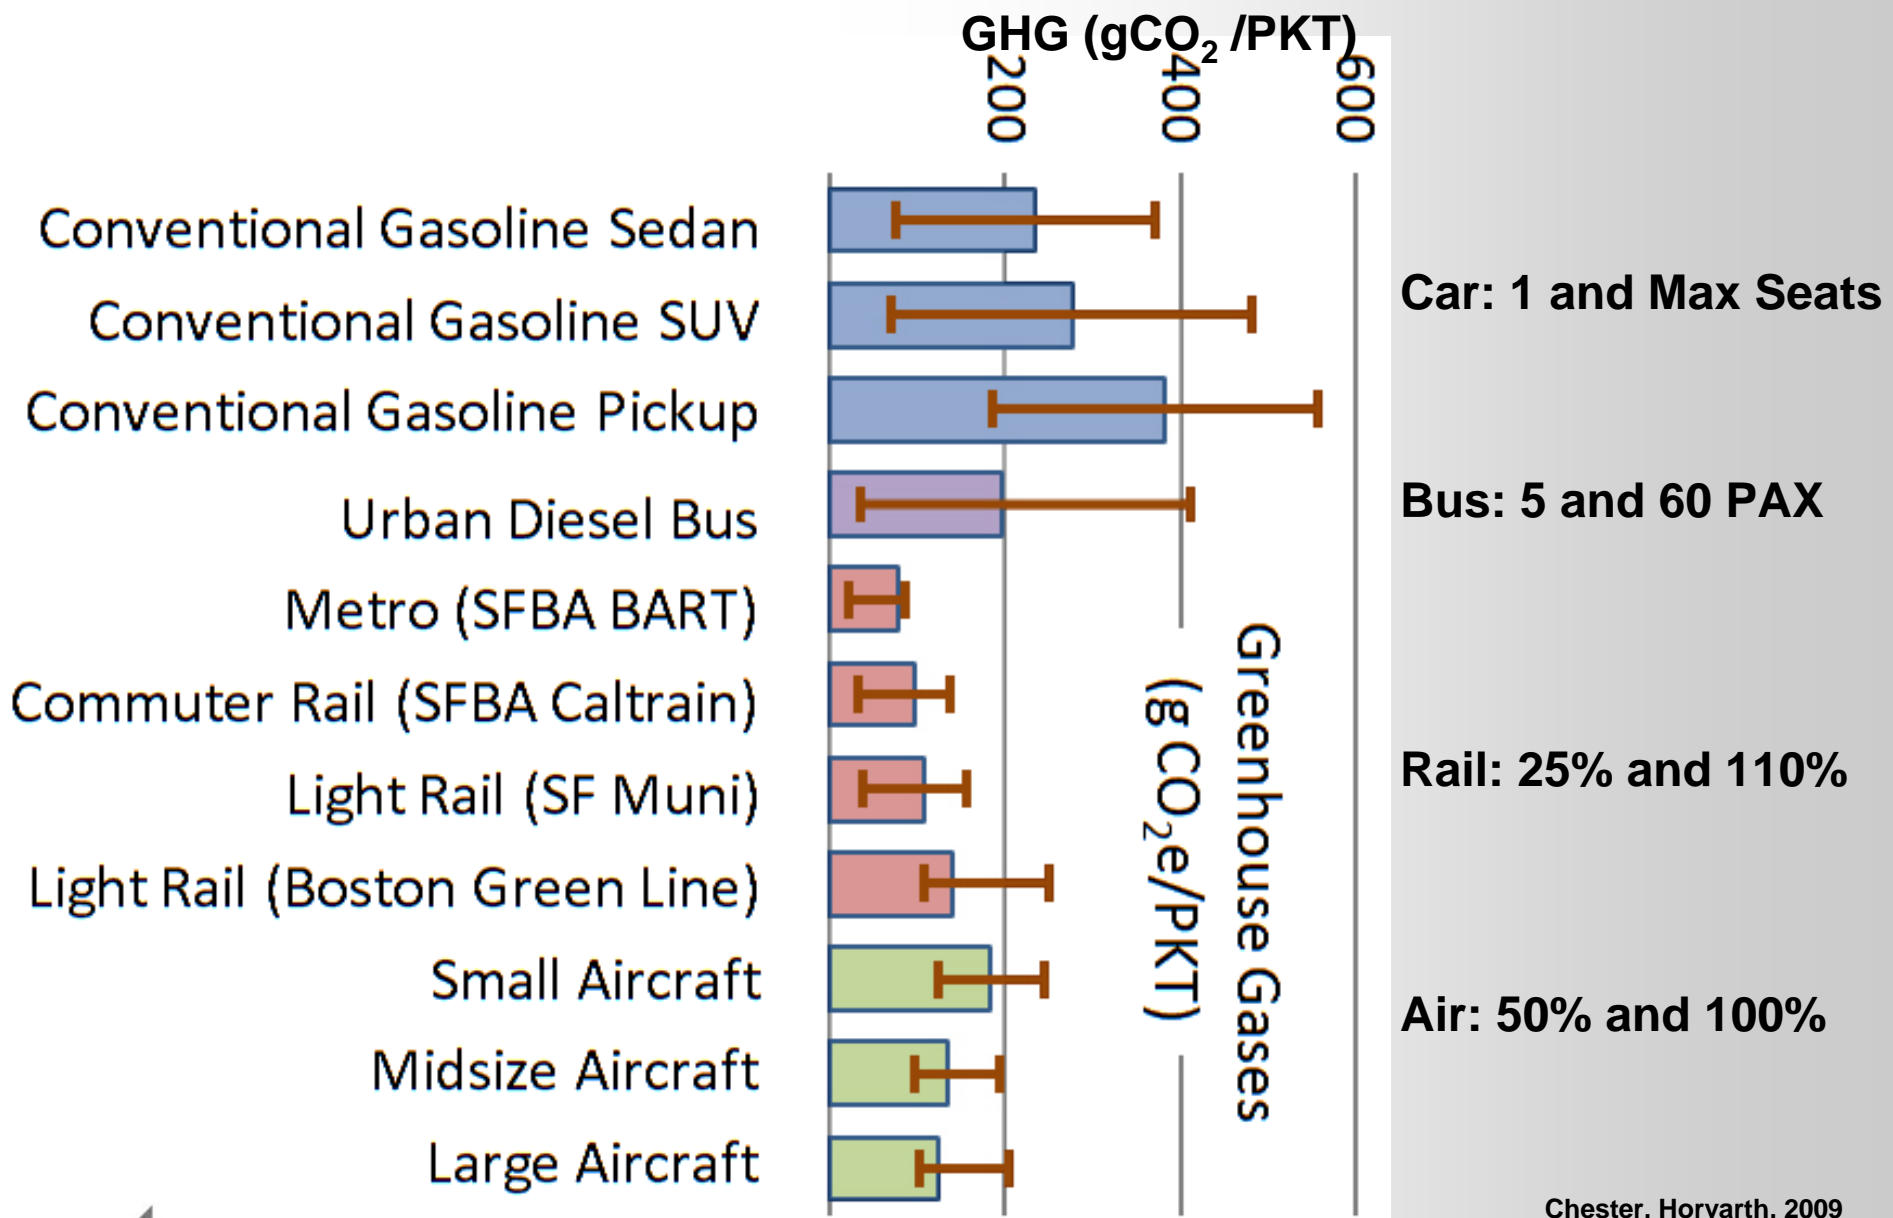 GHG (gCO₂ /PKT)
200
400
600
Conventional Gasoline Sedan
Conventional Gasoline SUV
Conventional Gasoline Pickup
Urban Diesel Bus
Metro (SFBA BART)
Commuter Rail (SFBA Caltrain)
Light Rail (SF Muni)
Light Rail (Boston Green Line)
Small Aircraft
Midsize Aircraft
Large Aircraft
Greenhouse Gases
(g CO₂e/PKT)
Car: 1 and Max Seats
Bus: 5 and 60 PAX
Rail: 25% and 110%
Air: 50% and 100%
Chester, Horvarth, 2009